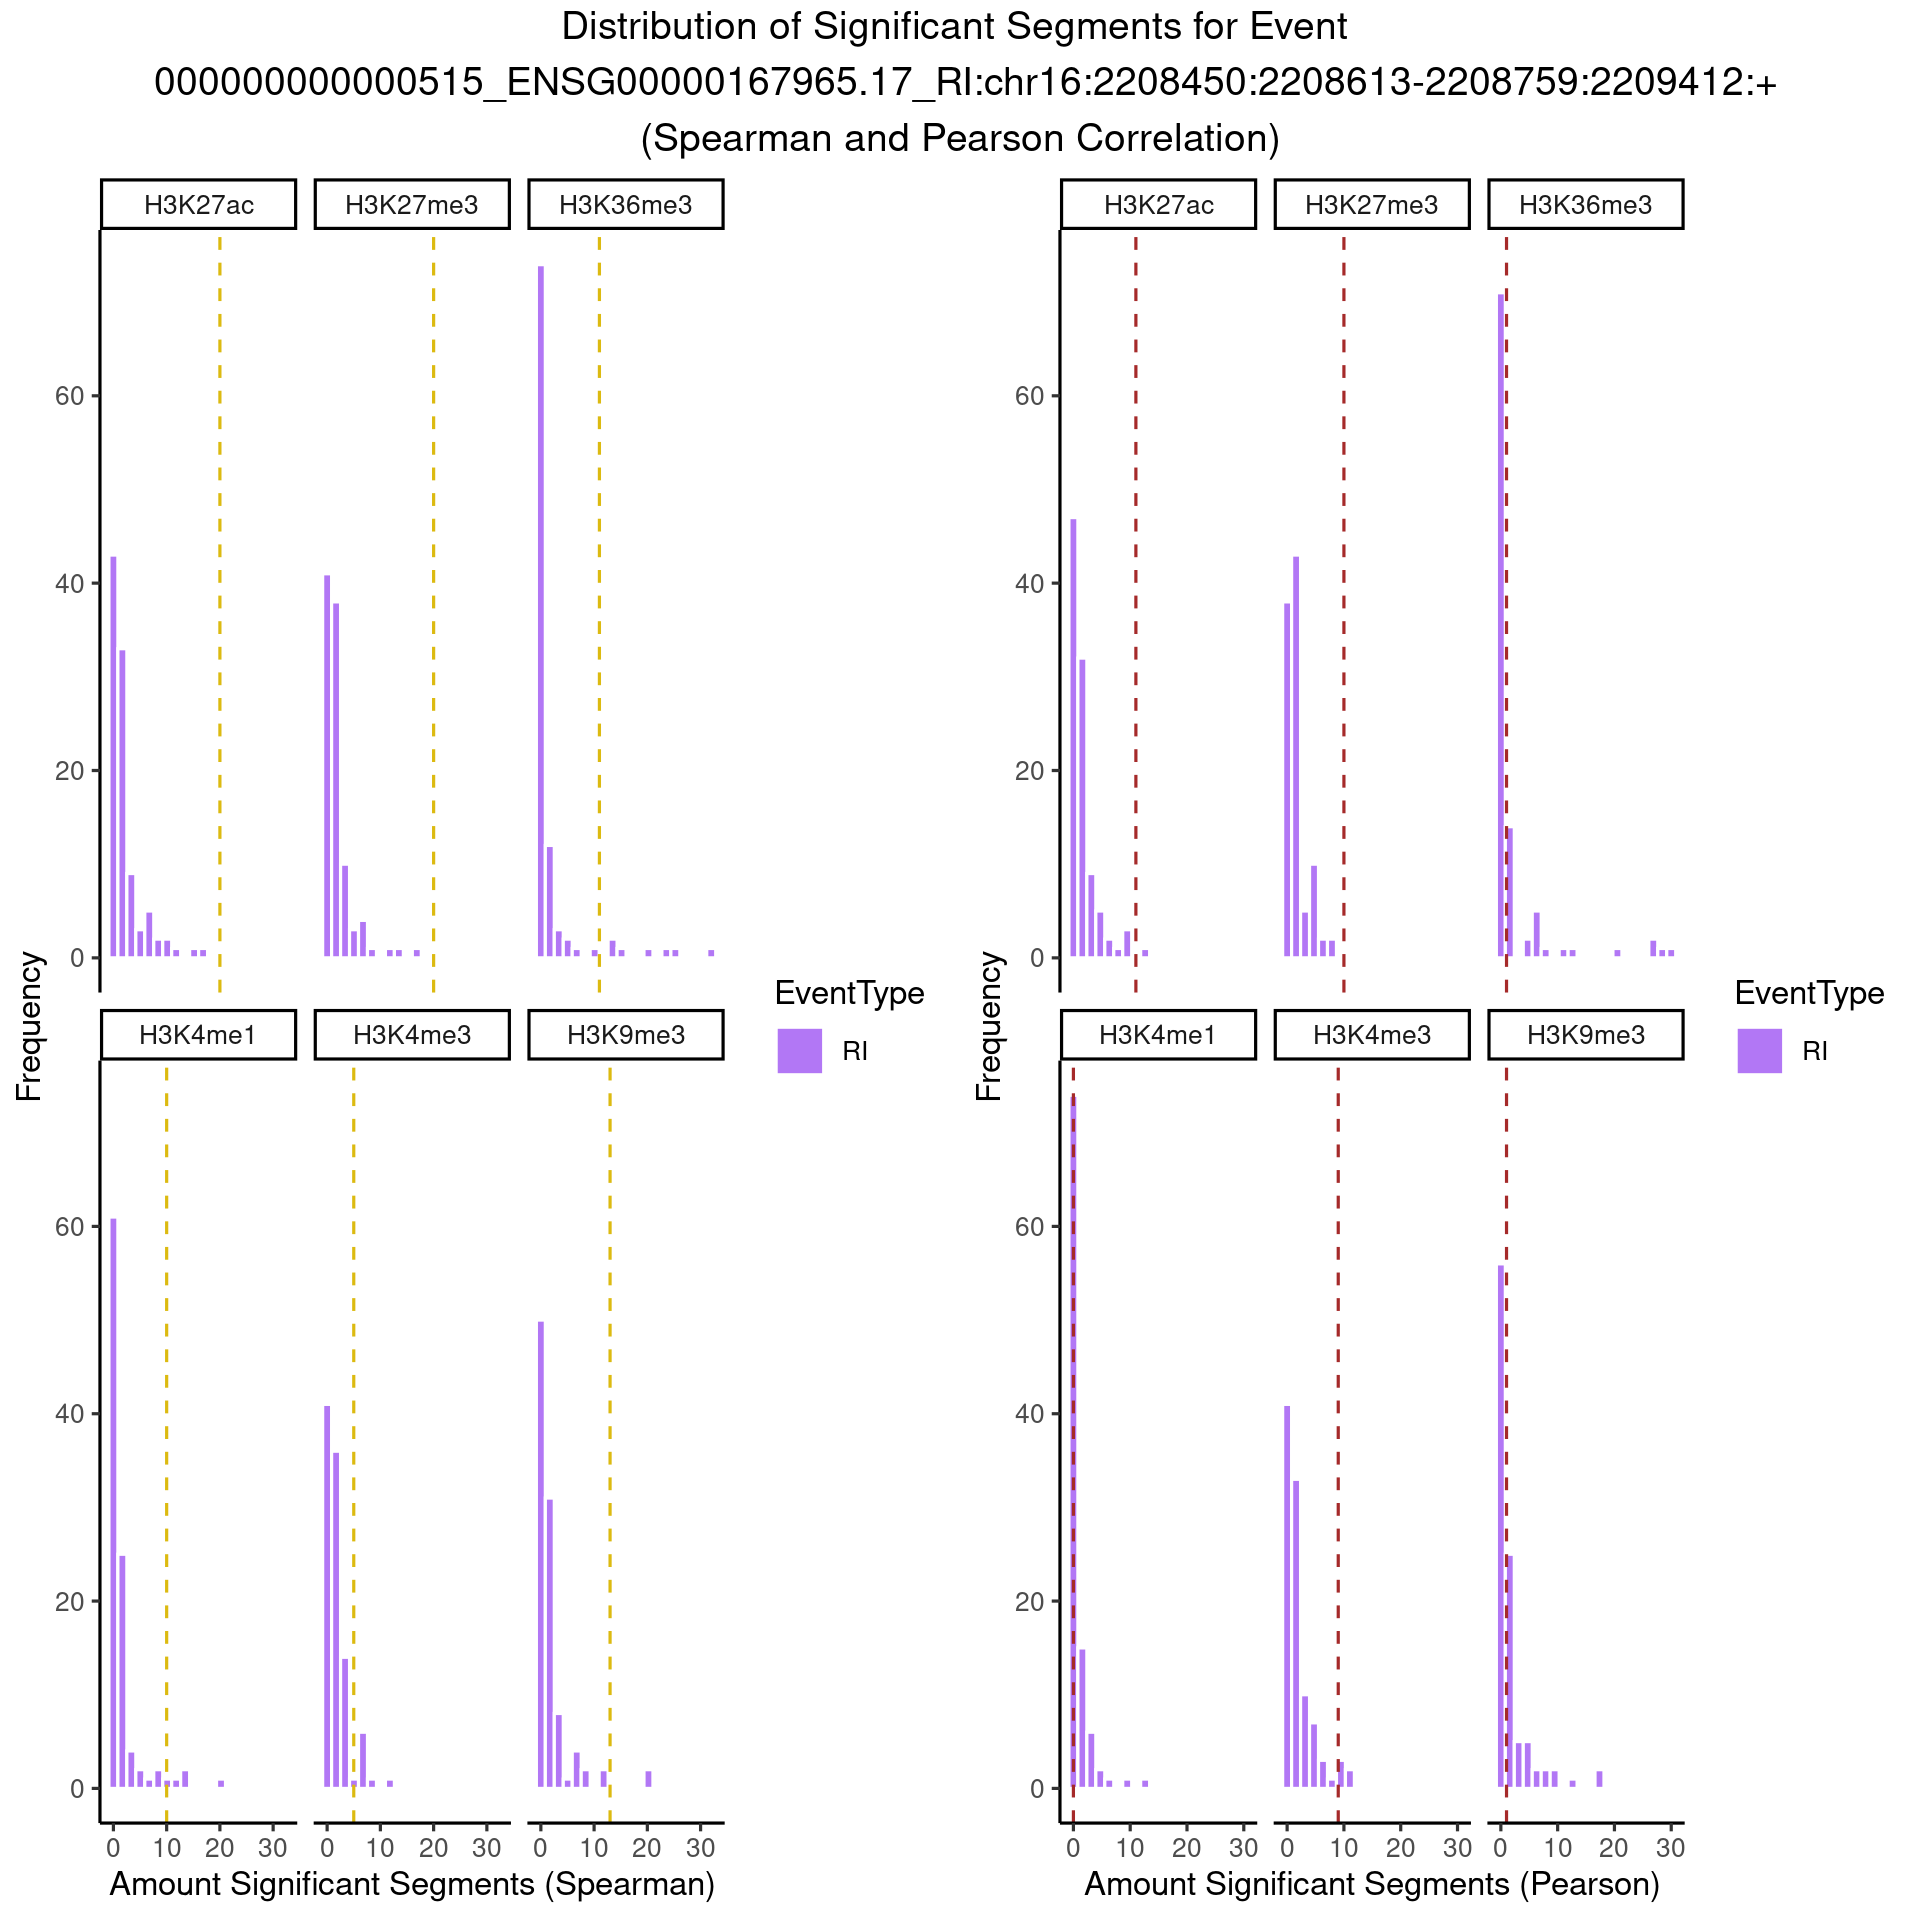 Distribution of Significant Segments for Event
000000000000515_ENSG00000167965.17_RI:chr16:2208450:2208613-2208759:2209412:+
(Spearman and Pearson Correlation)
H3K27ac H3K27me3 H3K36me3
60
40
20
0
H3K4me1 H3K4me3 H3K9me3
60
40
20
0
0 10 20 30 0 10 20 30 0 10 20 30
Frequency
Amount Significant Segments (Spearman)
EventType
RI
H3K27ac H3K27me3 H3K36me3
60
40
20
0
H3K4me1 H3K4me3 H3K9me3
60
40
20
0
0 10 20 30 0 10 20 30 0 10 20 30
Frequency
Amount Significant Segments (Pearson)
EventType
RI